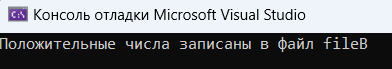 Консоль отладки Microsoft Visual Studio
Положительные числа записаны в файл fileB